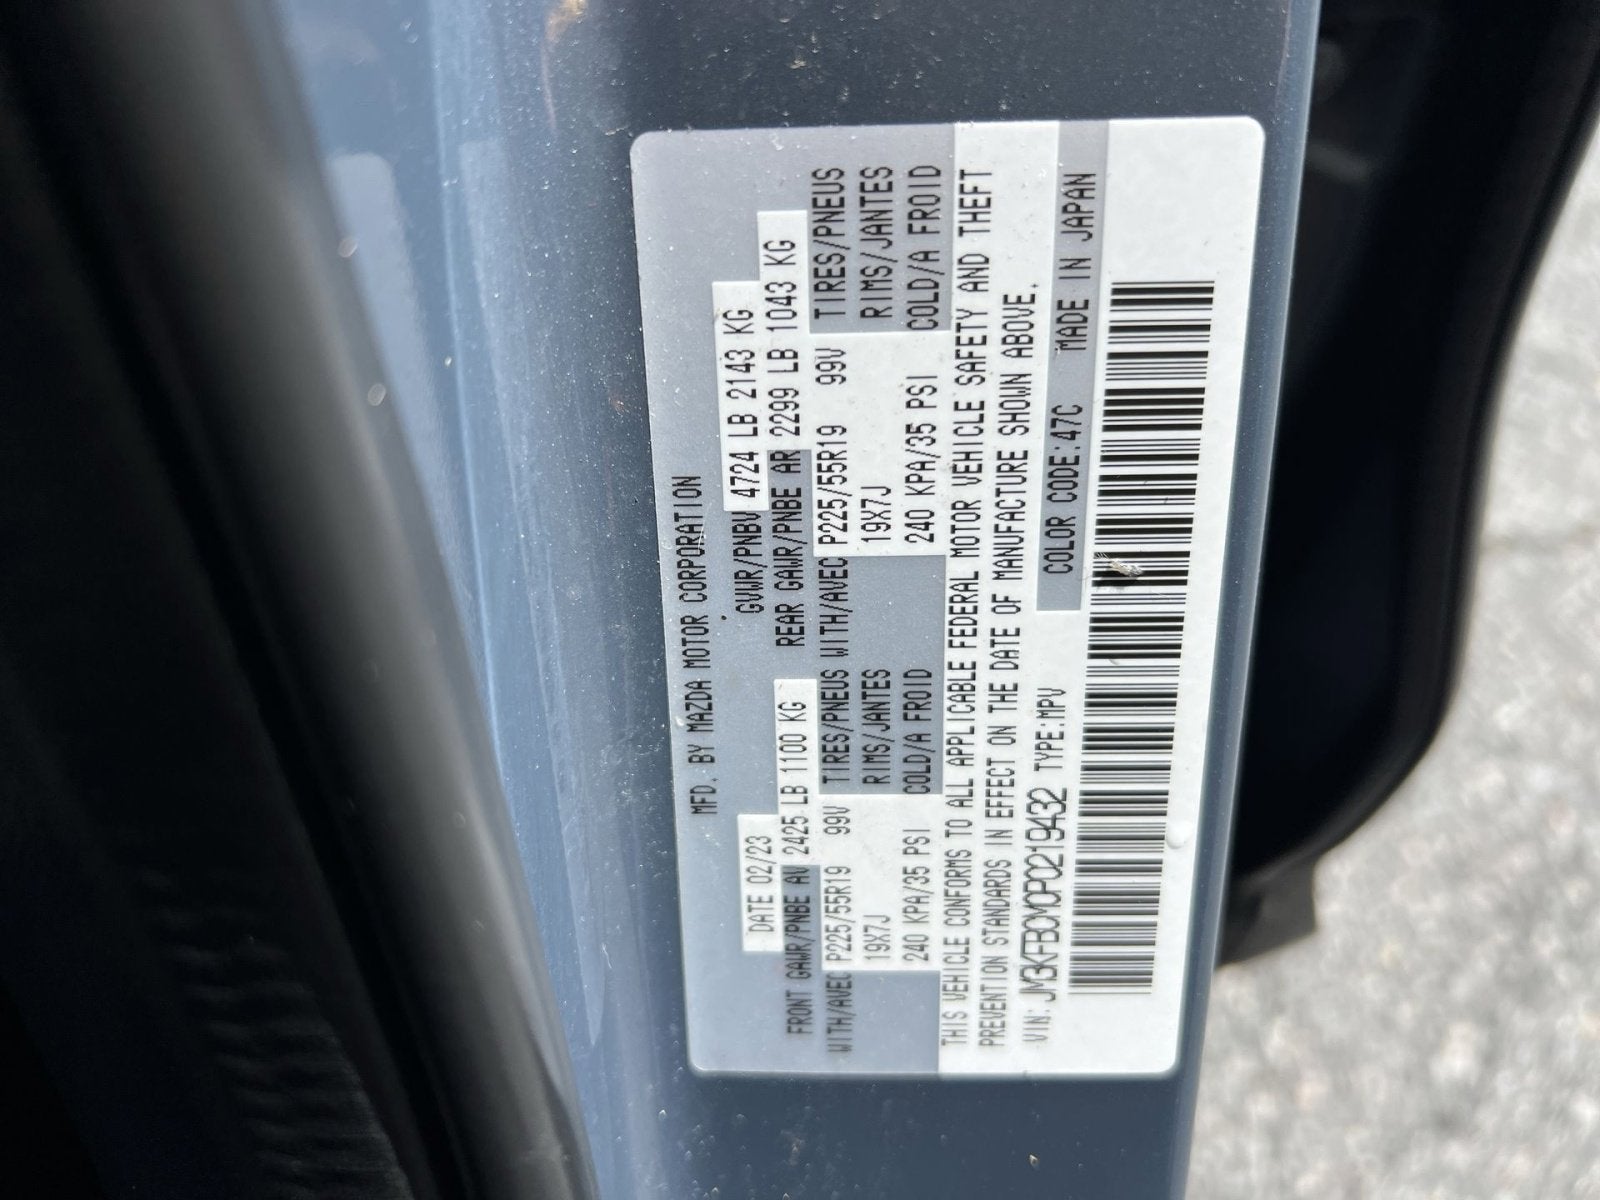 MFD. BY MAZDA MOTOR CORPORATION
DATE 02/23 GVWR/PNBV 4724 LB 2143 KG
FRONT GAWR/PNBE AV 2425 LB 1100 KG REAR GAWR/PNBE AR 2299 LB 1043 KG
WITH/AVEC P225/55R19 99V TIRES/PNEUS WITH/AVEC P225/55R19 99V TIRES/PNEUS
19X7J RIMS/JANTES 19X7J RIMS/JANTES
240 KPA/35 PSI COLD/A FROID 240 KPA/35 PSI COLD/A FROID
THIS VEHICLE CONFORMS TO ALL APPLICABLE FEDERAL MOTOR VEHICLE SAFETY AND THEFT
PREVENTION STANDARDS IN EFFECT ON THE DATE OF MANUFACTURE SHOWN ABOVE.
VIN: JM3KFBCM0P0219432 TYPE:MPV COLOR CODE:47C MADE IN JAPAN